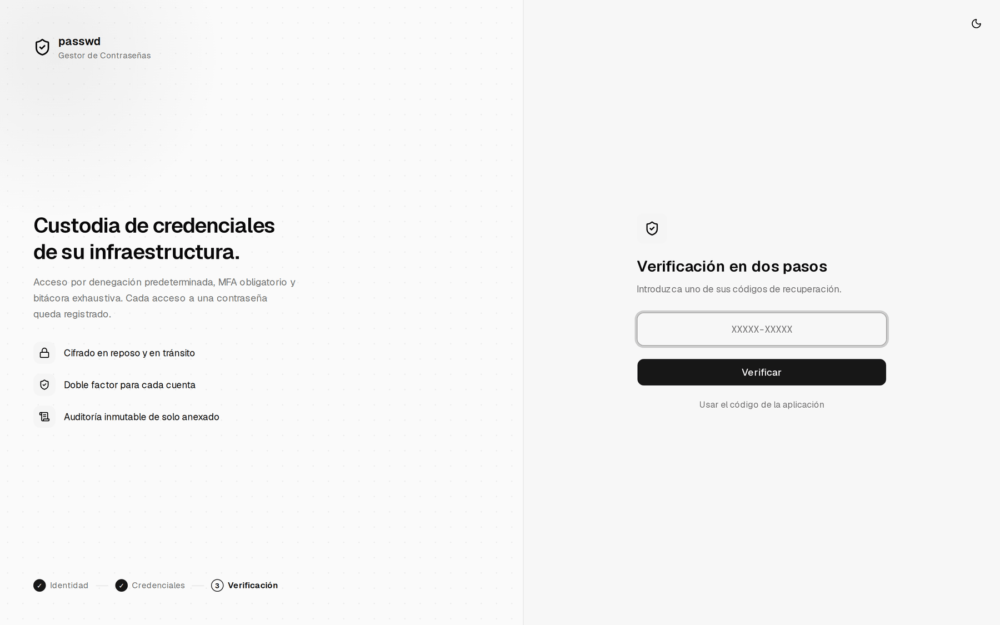 passwd
Gestor de Contraseñas
Custodia de credenciales
de su infraestructura.
Acceso por denegación predeterminada, MFA obligatorio y
bitácora exhaustiva. Cada acceso a una contraseña
queda registrado.
Cifrado en reposo y en tránsito
Doble factor para cada cuenta
Auditoría inmutable de solo anexado
✓ Identidad ✓ Credenciales 3 Verificación
Verificación en dos pasos
Introduzca uno de sus códigos de recuperación.
XXXXX-XXXXX
Verificar
Usar el código de la aplicación